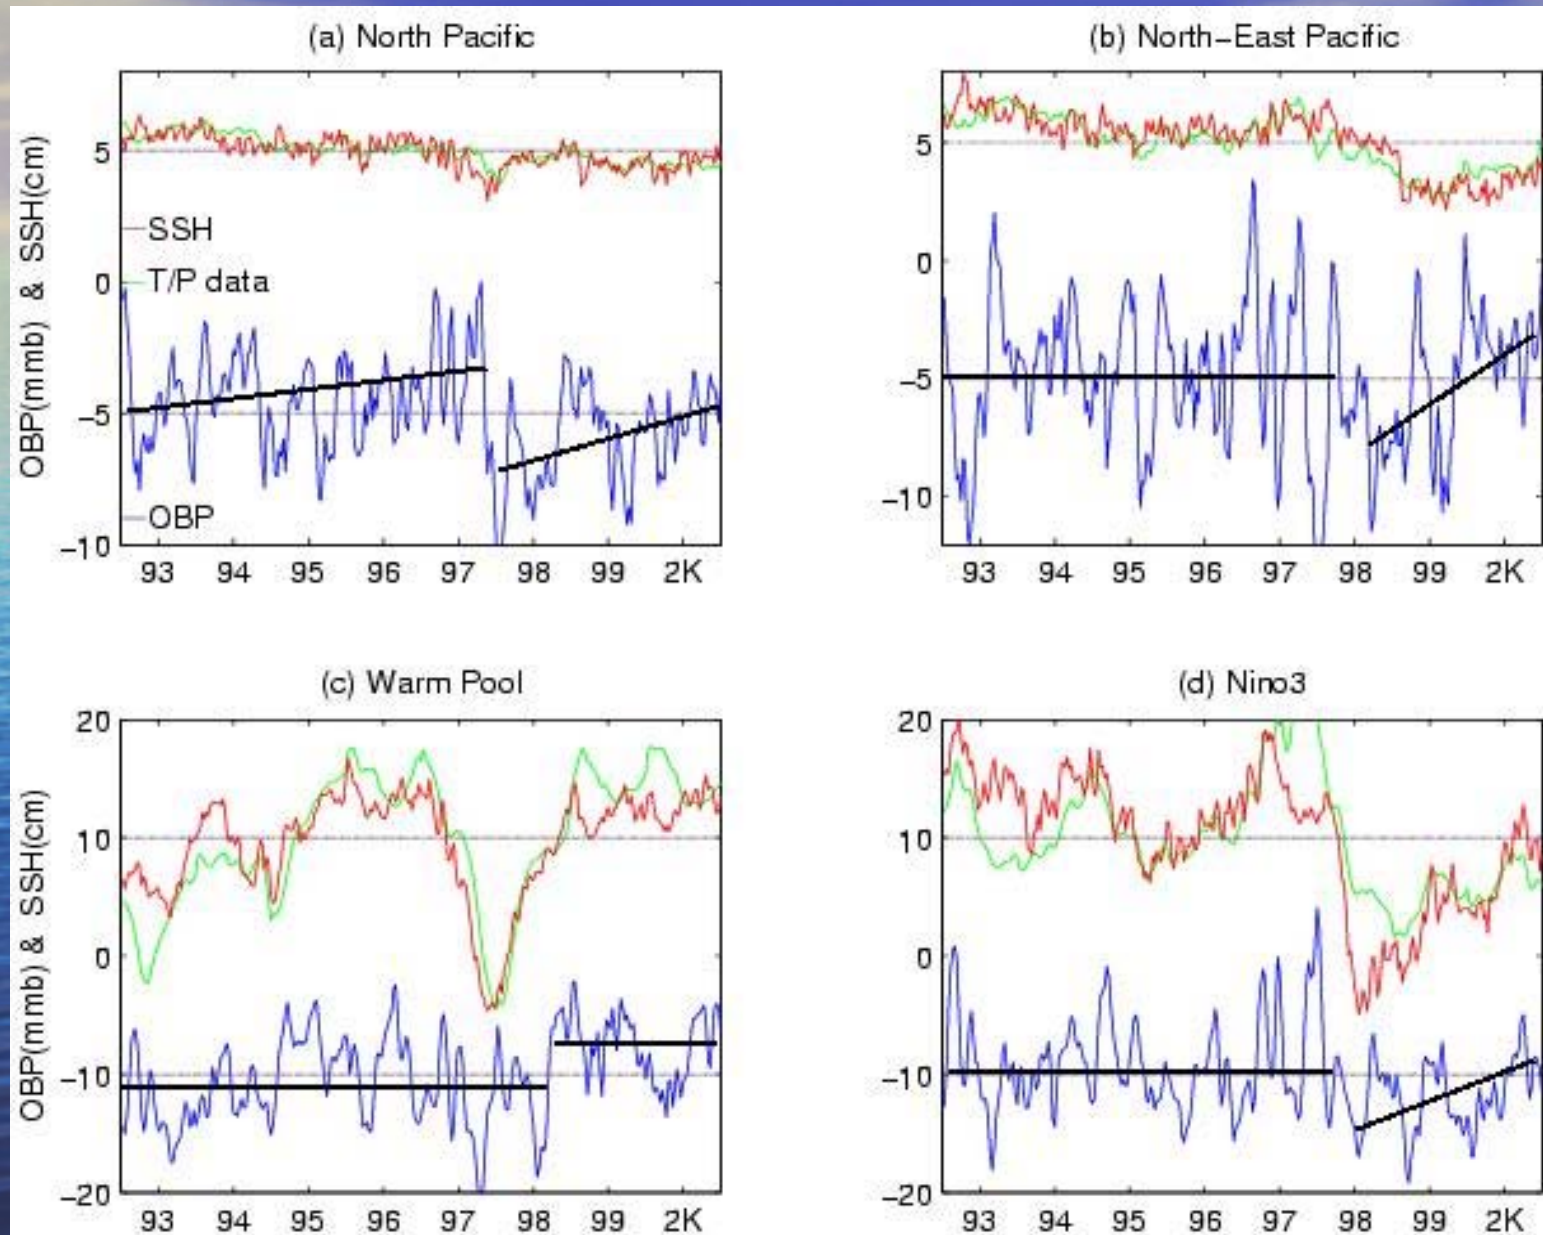 (a) North Pacific
OBP(mmb) & SSH(cm)
5
0
−5
−10
SSH
T/P data
OBP
93 94 95 96 97 98 99 2K
(b) North−East Pacific
5
0
−5
−10
93 94 95 96 97 98 99 2K
(c) Warm Pool
OBP(mmb) & SSH(cm)
20
10
0
−10
−20
93 94 95 96 97 98 99 2K
(d) Nino3
20
10
0
−10
−20
93 94 95 96 97 98 99 2K